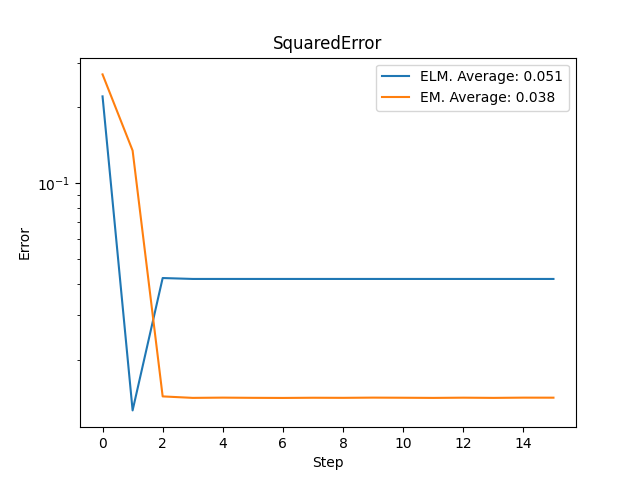 SquaredError
ELM. Average: 0.051
EM. Average: 0.038
10⁻¹
Error
0 2 4 6 8 10 12 14
Step